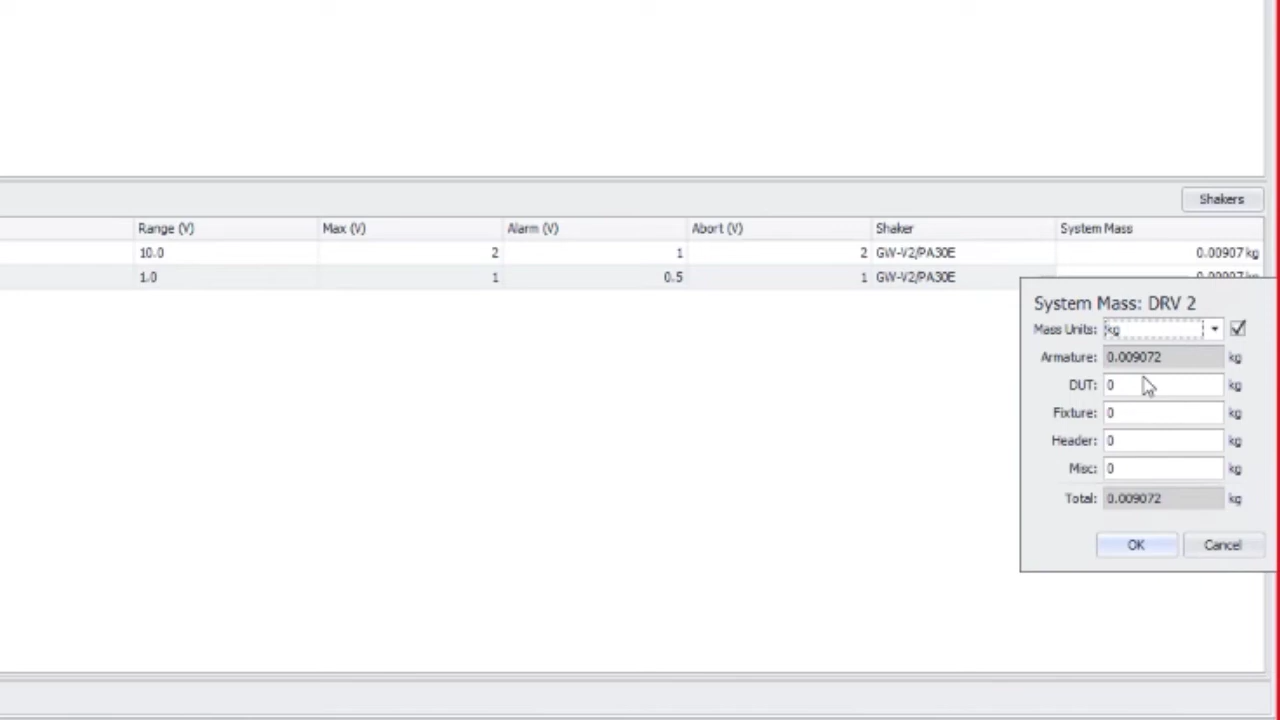 Shakers
Range (V) Max (V) Alarm (V) Abort (V) Shaker System Mass
10.0 2 1 2 GW-V2/PA30E 0.00907 kg
1.0 1 0.5 1 GW-V2/PA30E 0.00907 kg
System Mass: DRV 2
Mass Units: kg
Armature: 0.009072 kg
DUT: 0 kg
Fixture: 0 kg
Header: 0 kg
Misc: 0 kg
Total: 0.009072 kg
OK Cancel